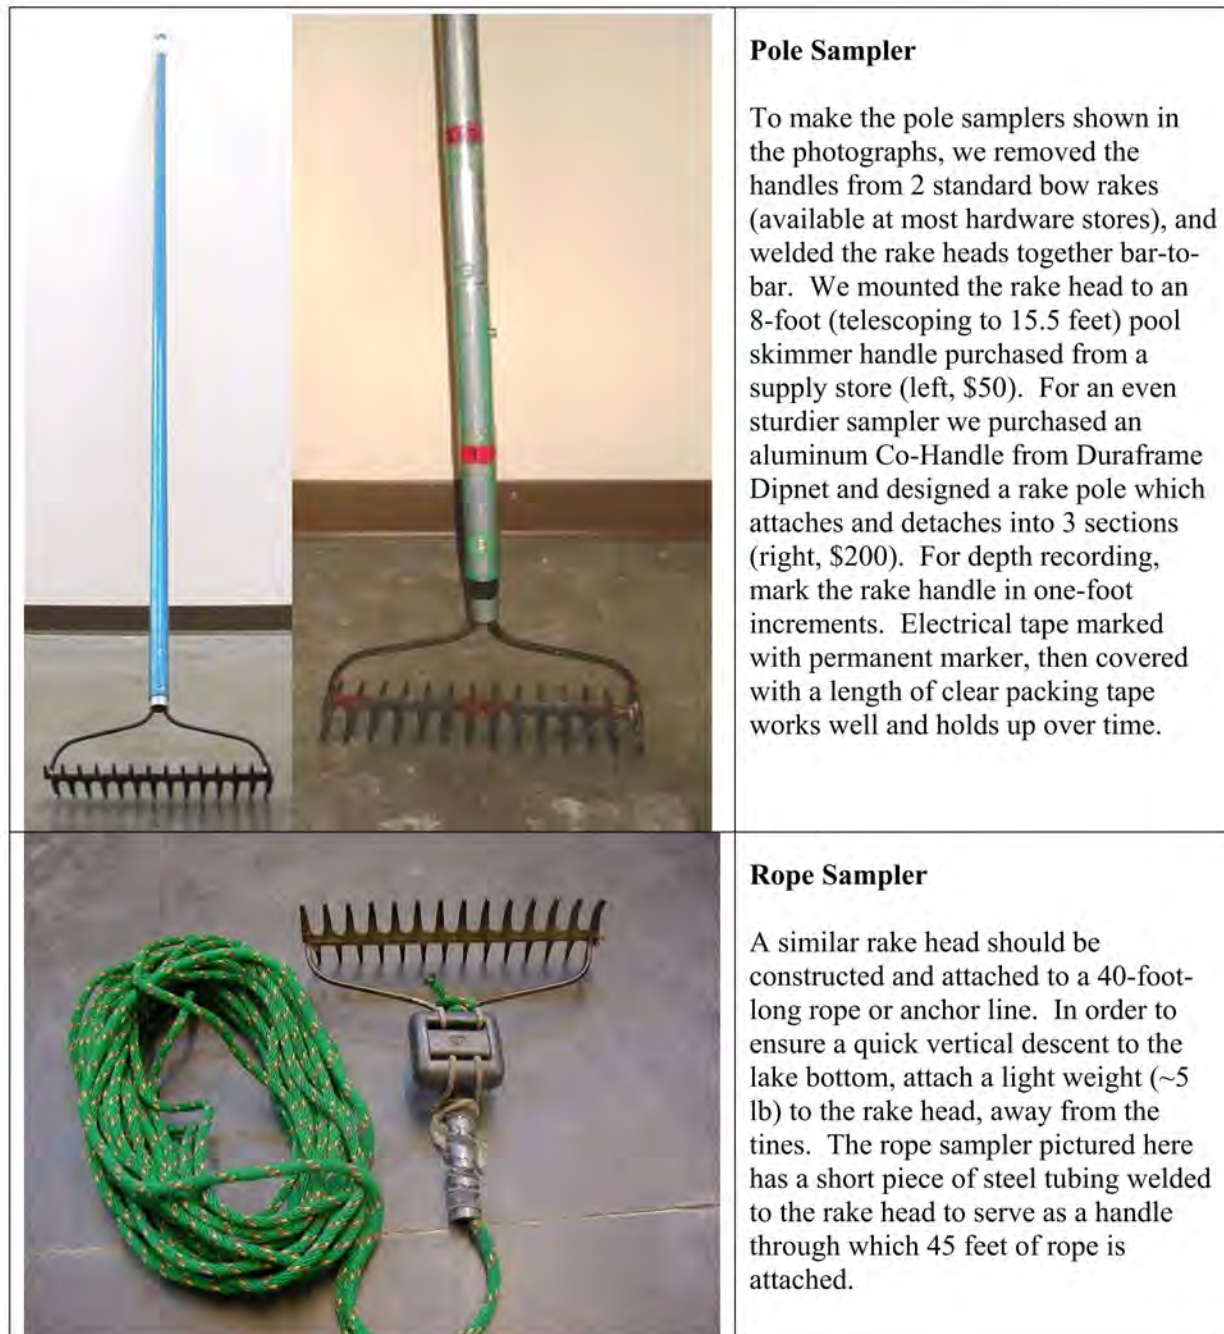 Pole Sampler
To make the pole samplers shown in
the photographs, we removed the
handles from 2 standard bow rakes
(available at most hardware stores), and
welded the rake heads together bar-to-
bar.  We mounted the rake head to an
8-foot (telescoping to 15.5 feet) pool
skimmer handle purchased from a
supply store (left, $50).  For an even
sturdier sampler we purchased an
aluminum Co-Handle from Duraframe
Dipnet and designed a rake pole which
attaches and detaches into 3 sections
(right, $200).  For depth recording,
mark the rake handle in one-foot
increments.  Electrical tape marked
with permanent marker, then covered
with a length of clear packing tape
works well and holds up over time.
Rope Sampler
A similar rake head should be
constructed and attached to a 40-foot-
long rope or anchor line.  In order to
ensure a quick vertical descent to the
lake bottom, attach a light weight (~5
lb) to the rake head, away from the
tines.  The rope sampler pictured here
has a short piece of steel tubing welded
to the rake head to serve as a handle
through which 45 feet of rope is
attached.